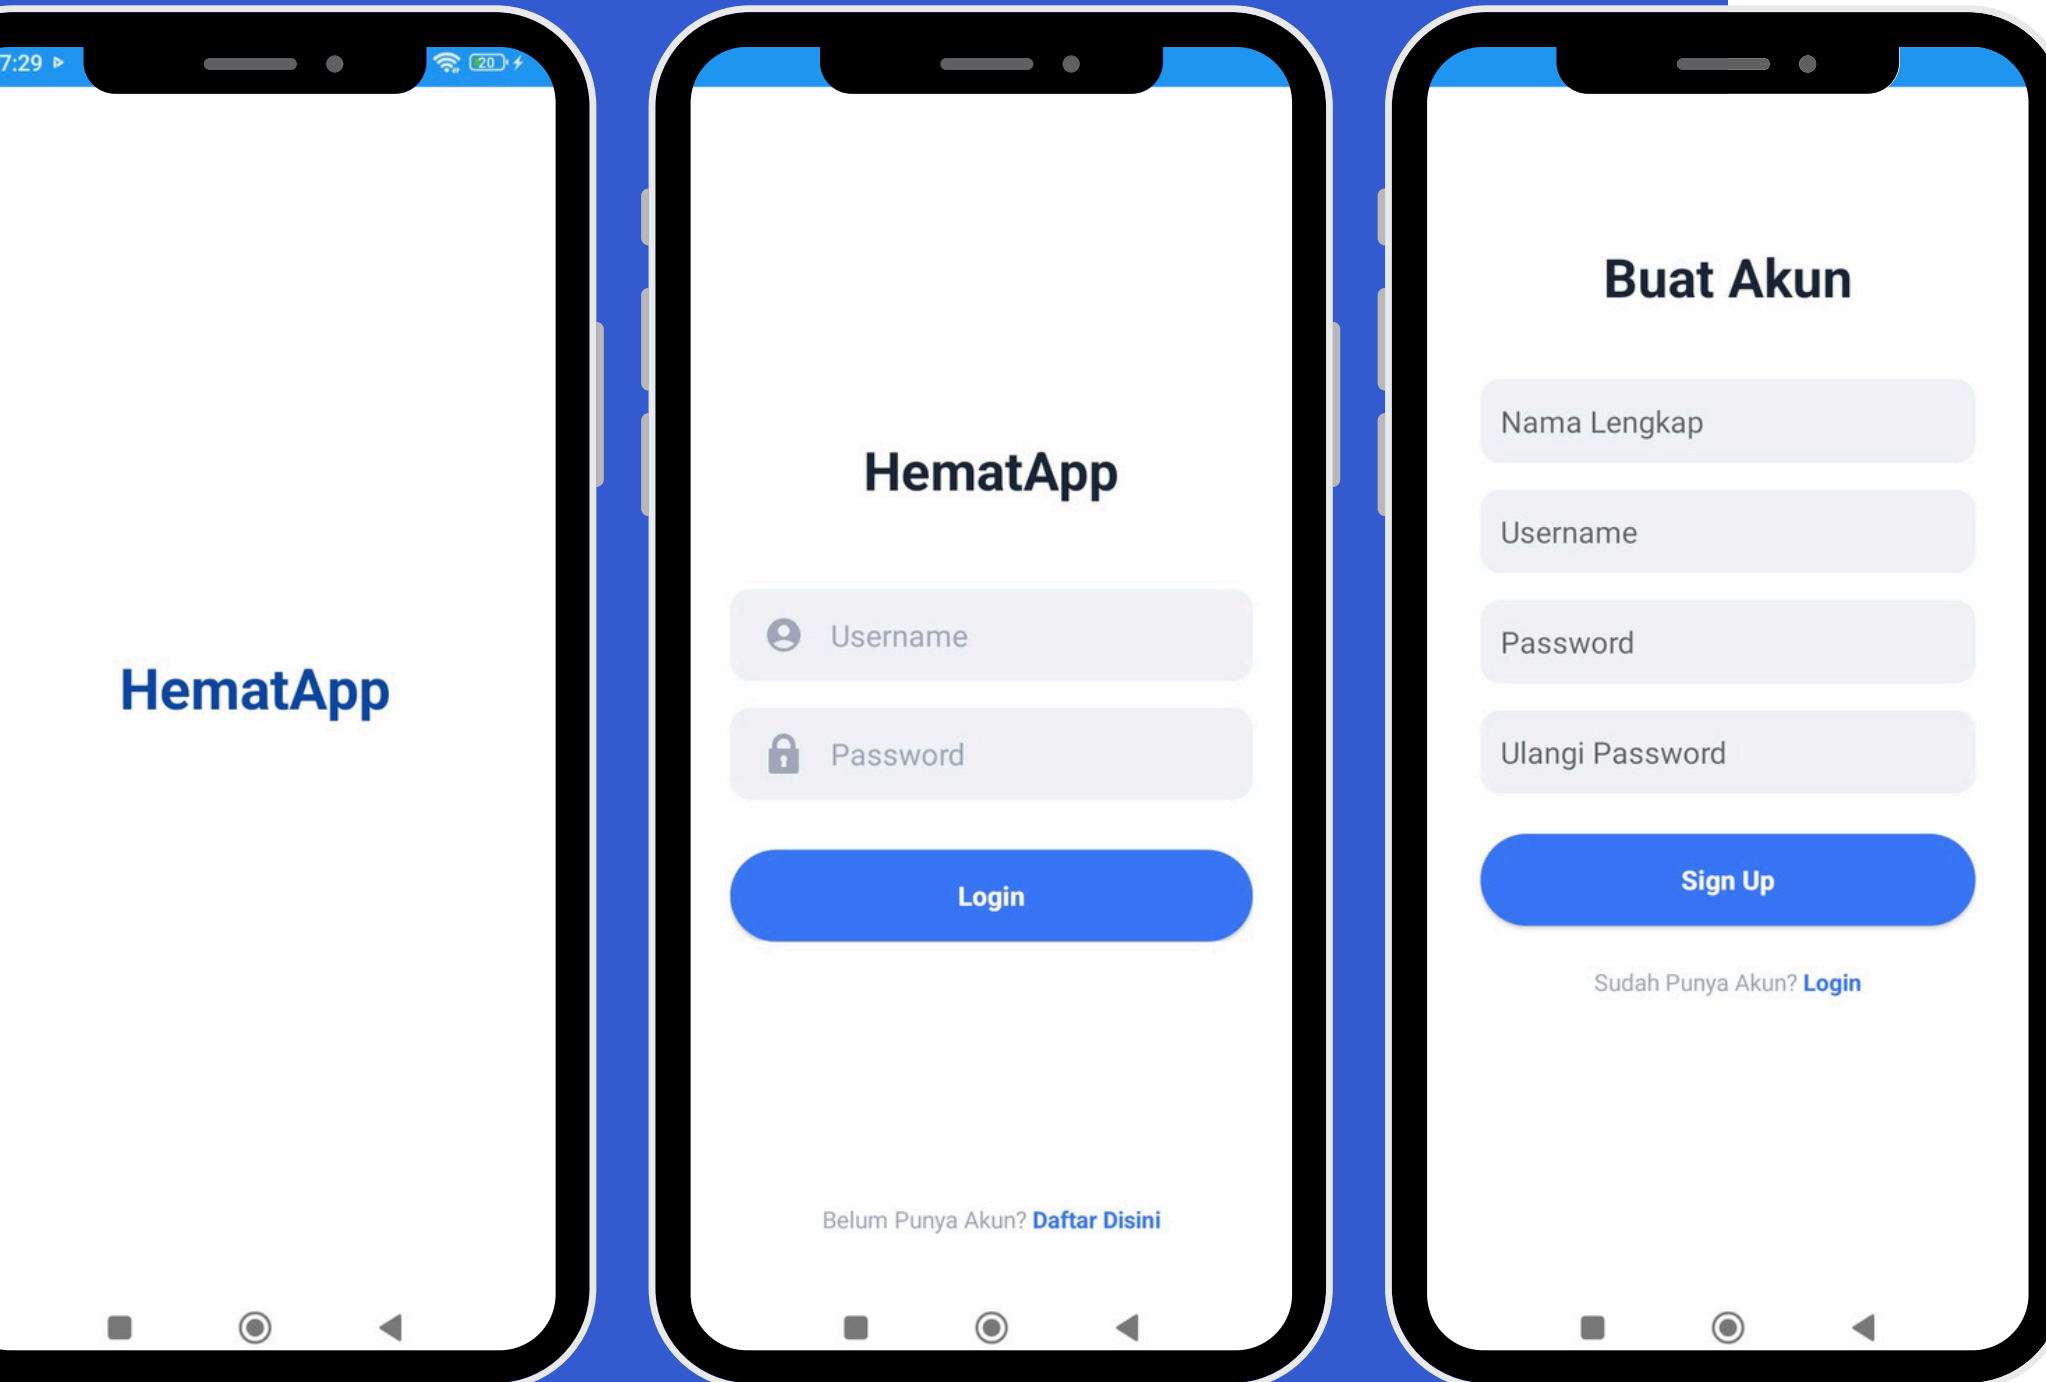 7:29
20
HematApp
HematApp
Username
Password
Login
Belum Punya Akun? Daftar Disini
Buat Akun
Nama Lengkap
Username
Password
Ulangi Password
Sign Up
Sudah Punya Akun? Login